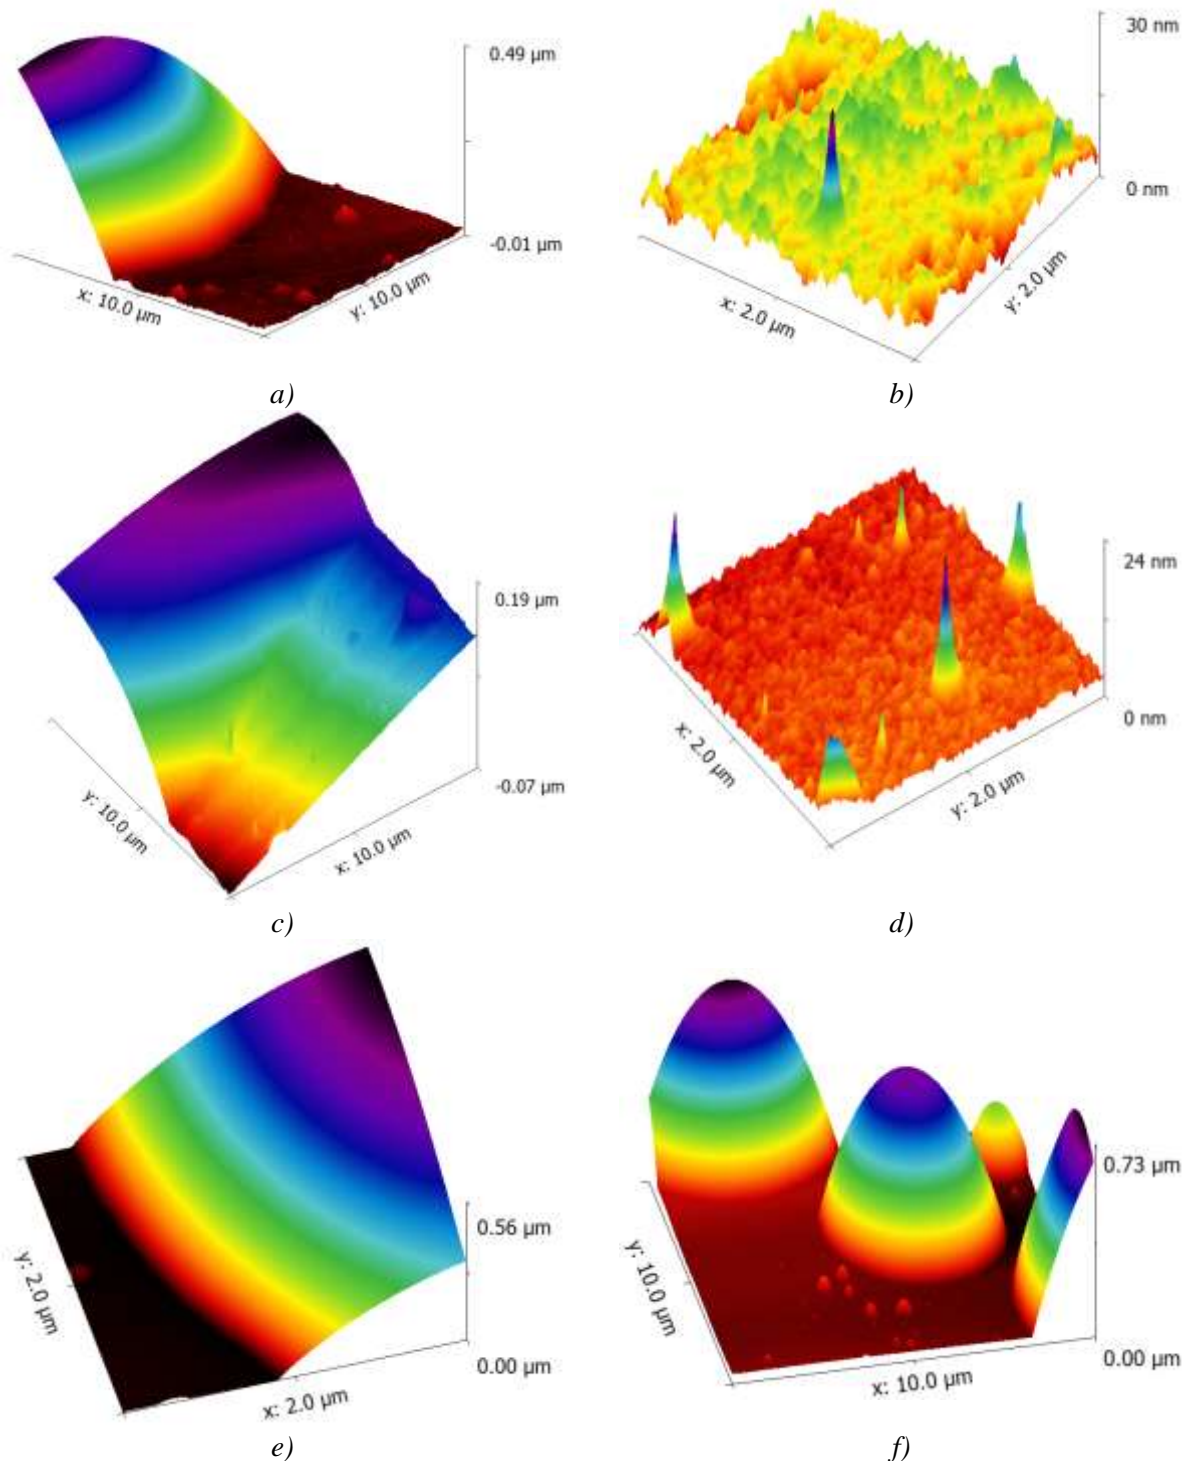 0.49 µm
-0.01 µm
x: 10.0 µm
y: 10.0 µm
a)
30 nm
0 nm
x: 2.0 µm
y: 2.0 µm
b)
0.19 µm
-0.07 µm
y: 10.0 µm
x: 10.0 µm
c)
24 nm
0 nm
x: 2.0 µm
y: 2.0 µm
d)
0.56 µm
0.00 µm
y: 2.0 µm
x: 2.0 µm
e)
0.73 µm
0.00 µm
y: 10.0 µm
x: 10.0 µm
f)